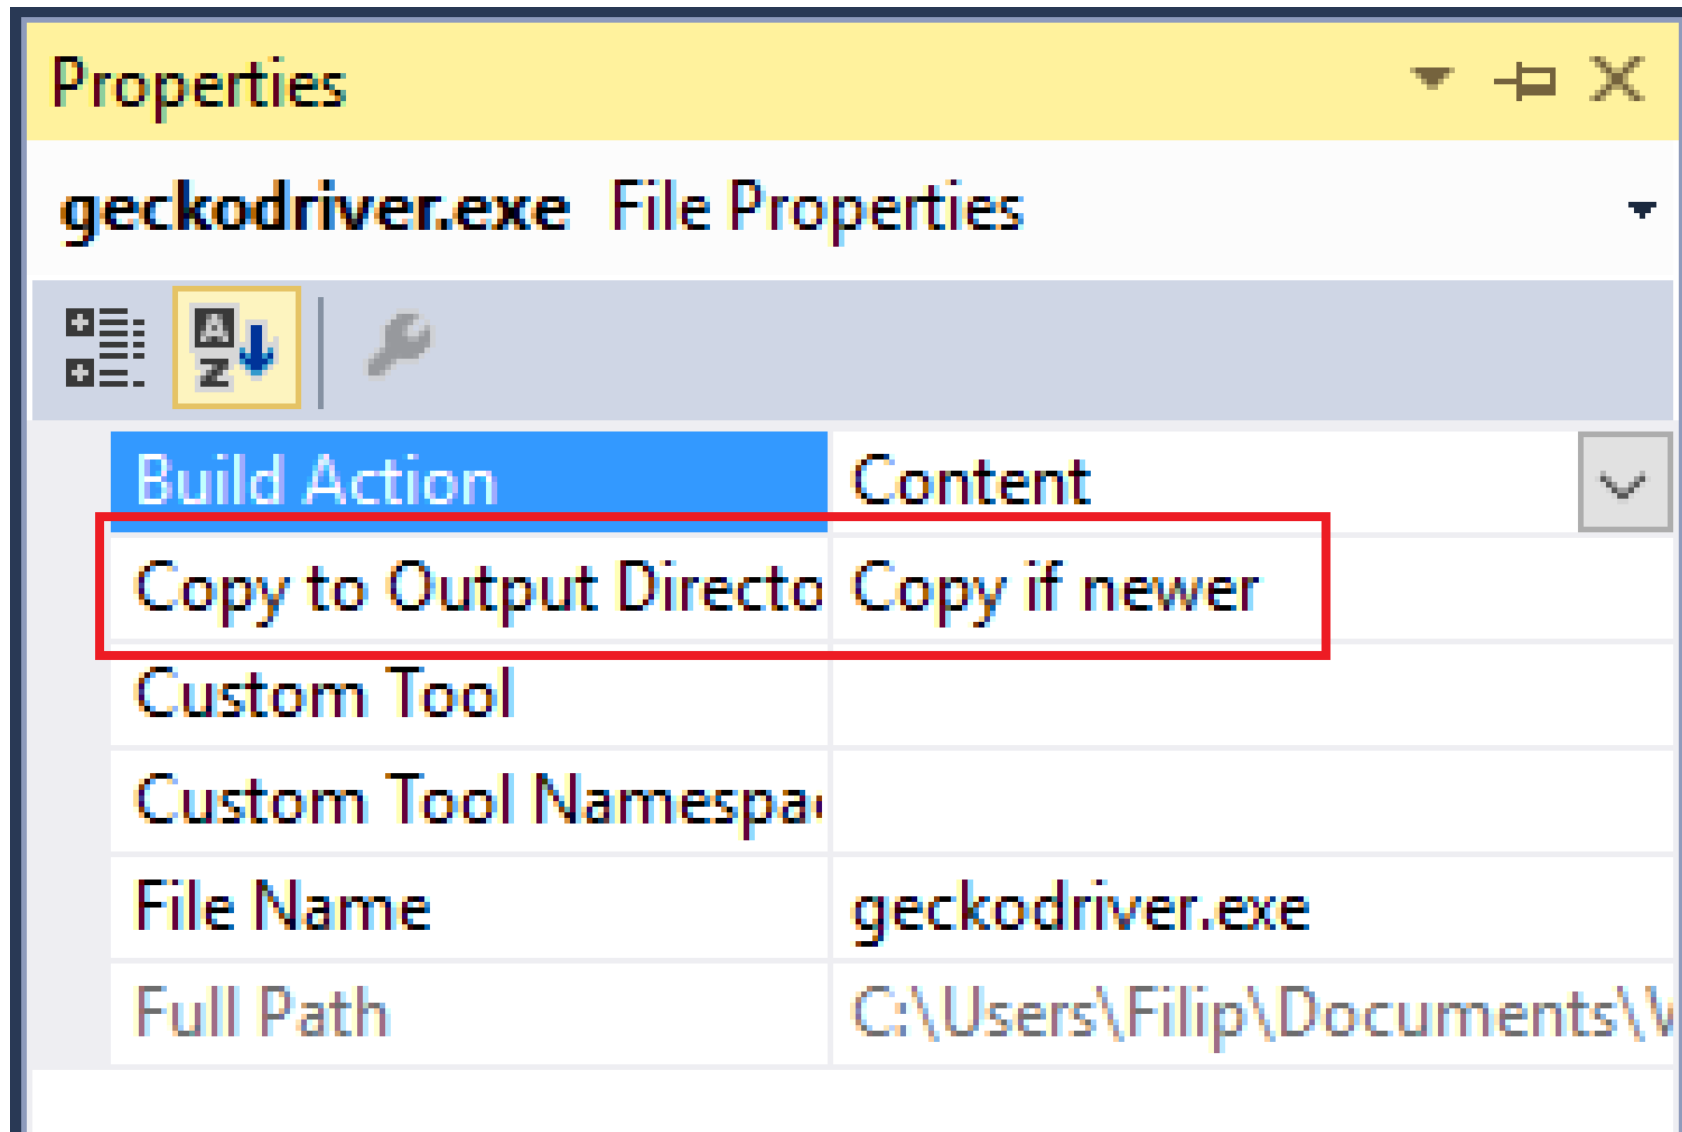 Properties
geckodriver.exe File Properties
Build Action Content
Copy to Output Directo Copy if newer
Custom Tool
Custom Tool Namespa
File Name geckodriver.exe
Full Path C:\Users\Filip\Documents\V